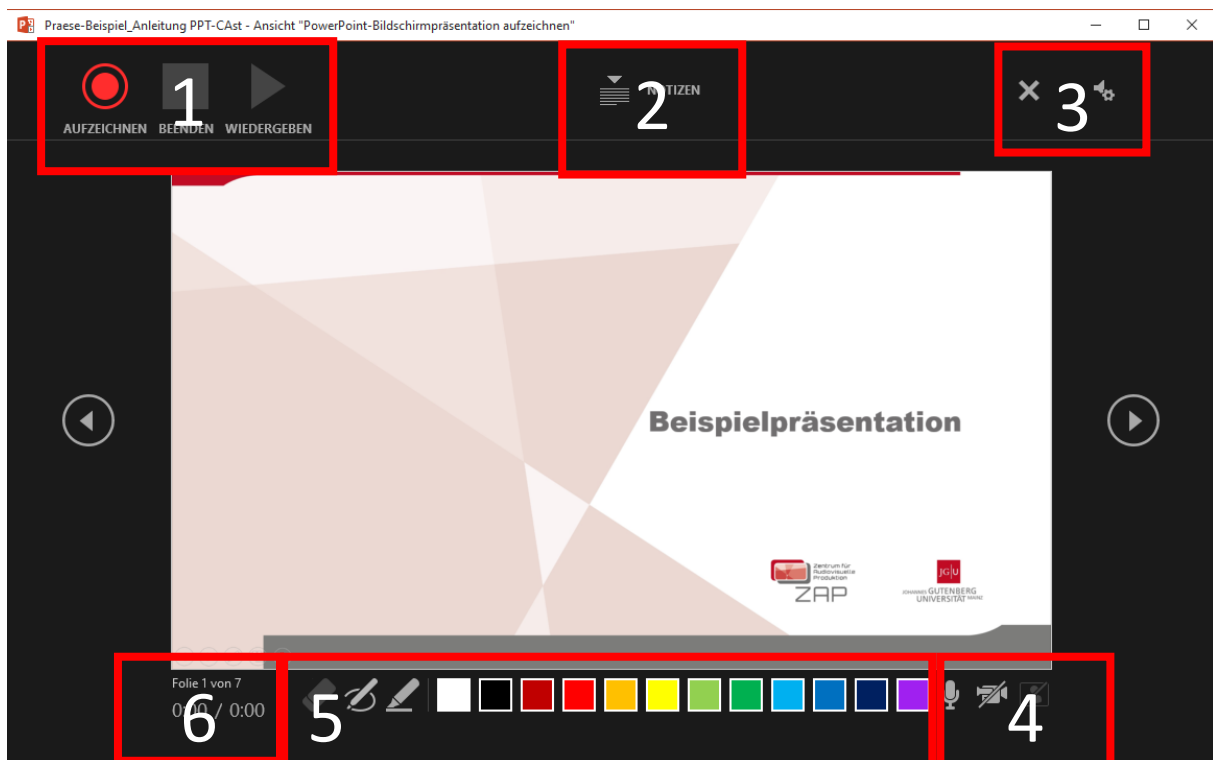 Praese-Beispiel_Anleitung PPT-CAst - Ansicht "PowerPoint-Bildschirmpräsentation aufzeichnen"
1
2
3
NOTIZEN
AUFZEICHNEN BEENDEN WIEDERGEBEN
Beispielpräsentation
Zentrum für
Audiovisuelle
Produktion
ZAP
JG|U
JOHANNES GUTENBERG
UNIVERSITÄT MAINZ
Folie 1 von 7
0:00 / 0:00
6
5
4